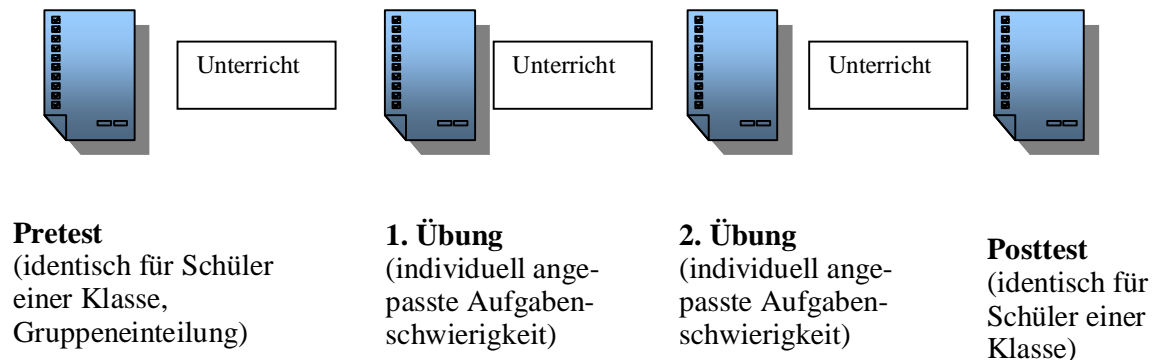 Unterricht
Unterricht
Unterricht
Pretest
(identisch für Schüler
einer Klasse,
Gruppeneinteilung)
1. Übung
(individuell ange-
passte Aufgaben-
schwierigkeit)
2. Übung
(individuell ange-
passte Aufgaben-
schwierigkeit)
Posttest
(identisch für
Schüler einer
Klasse)